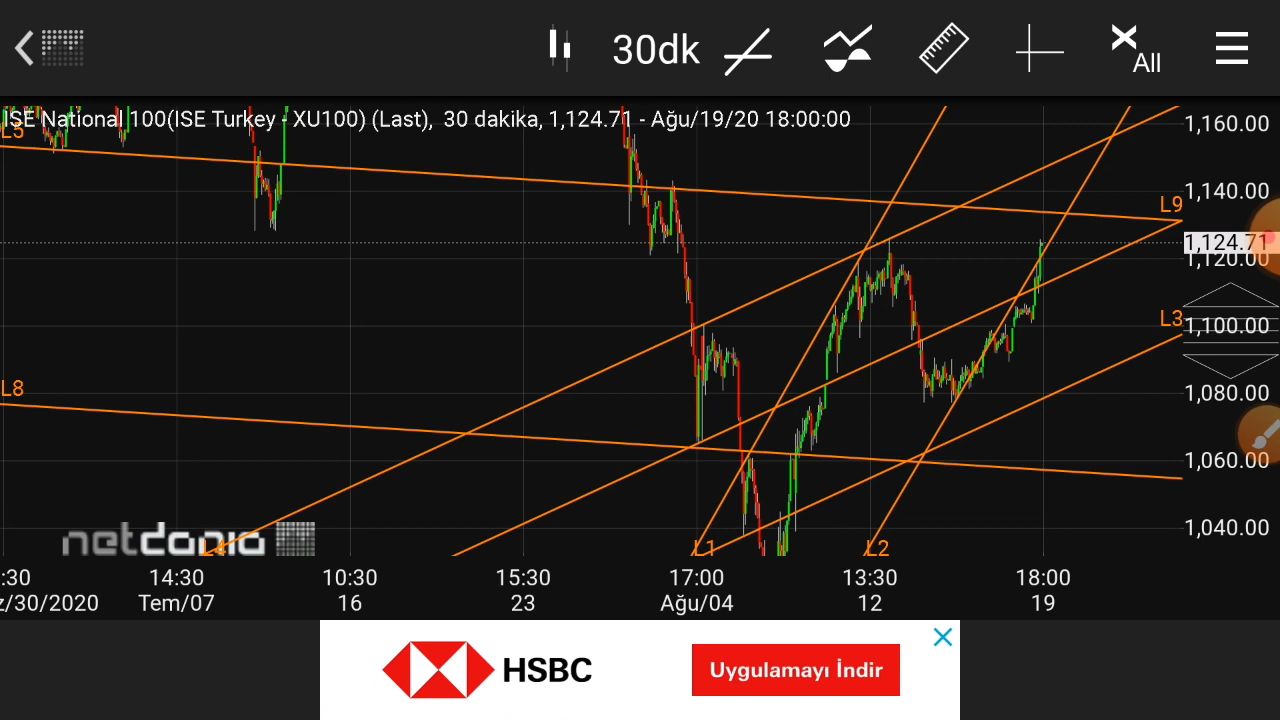 30dk
All
ISE National 100(ISE Turkey - XU100) (Last), 30 dakika, 1,124.71 - Ağu/19/20 18:00:00
L5
1,160.00
1,140.00
L9
1,124.71
1,120.00
L3
1,100.00
L8
1,080.00
1,060.00
netdania
1,040.00
L4
L1
L2
:30
14:30
10:30
15:30
17:00
13:30
18:00
z/30/2020
Tem/07
16
23
Ağu/04
12
19
HSBC
Uygulamayı İndir